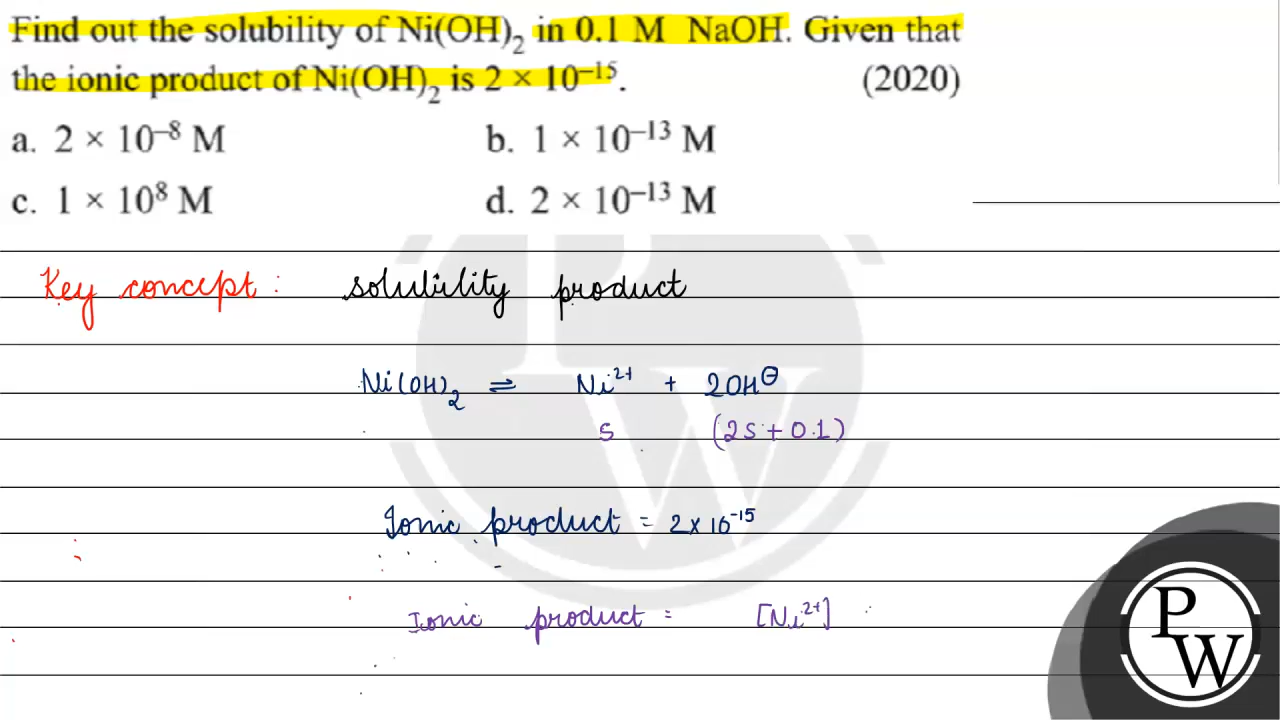 Find out the solubility of Ni(OH)₂ in 0.1 M NaOH. Given that
the ionic product of Ni(OH)₂ is 2 × 10⁻¹⁵. (2020)
a. 2 × 10⁻⁸ M b. 1 × 10⁻¹³ M
c. 1 × 10⁸ M d. 2 × 10⁻¹³ M
Key concept : solubility product
Ni(OH)₂ ⇌ Ni²⁺ + 2OH⊖
S (2S + 0.1)
Ionic product = 2 × 10⁻¹⁵
Ionic product = [Ni²⁺]
P
W